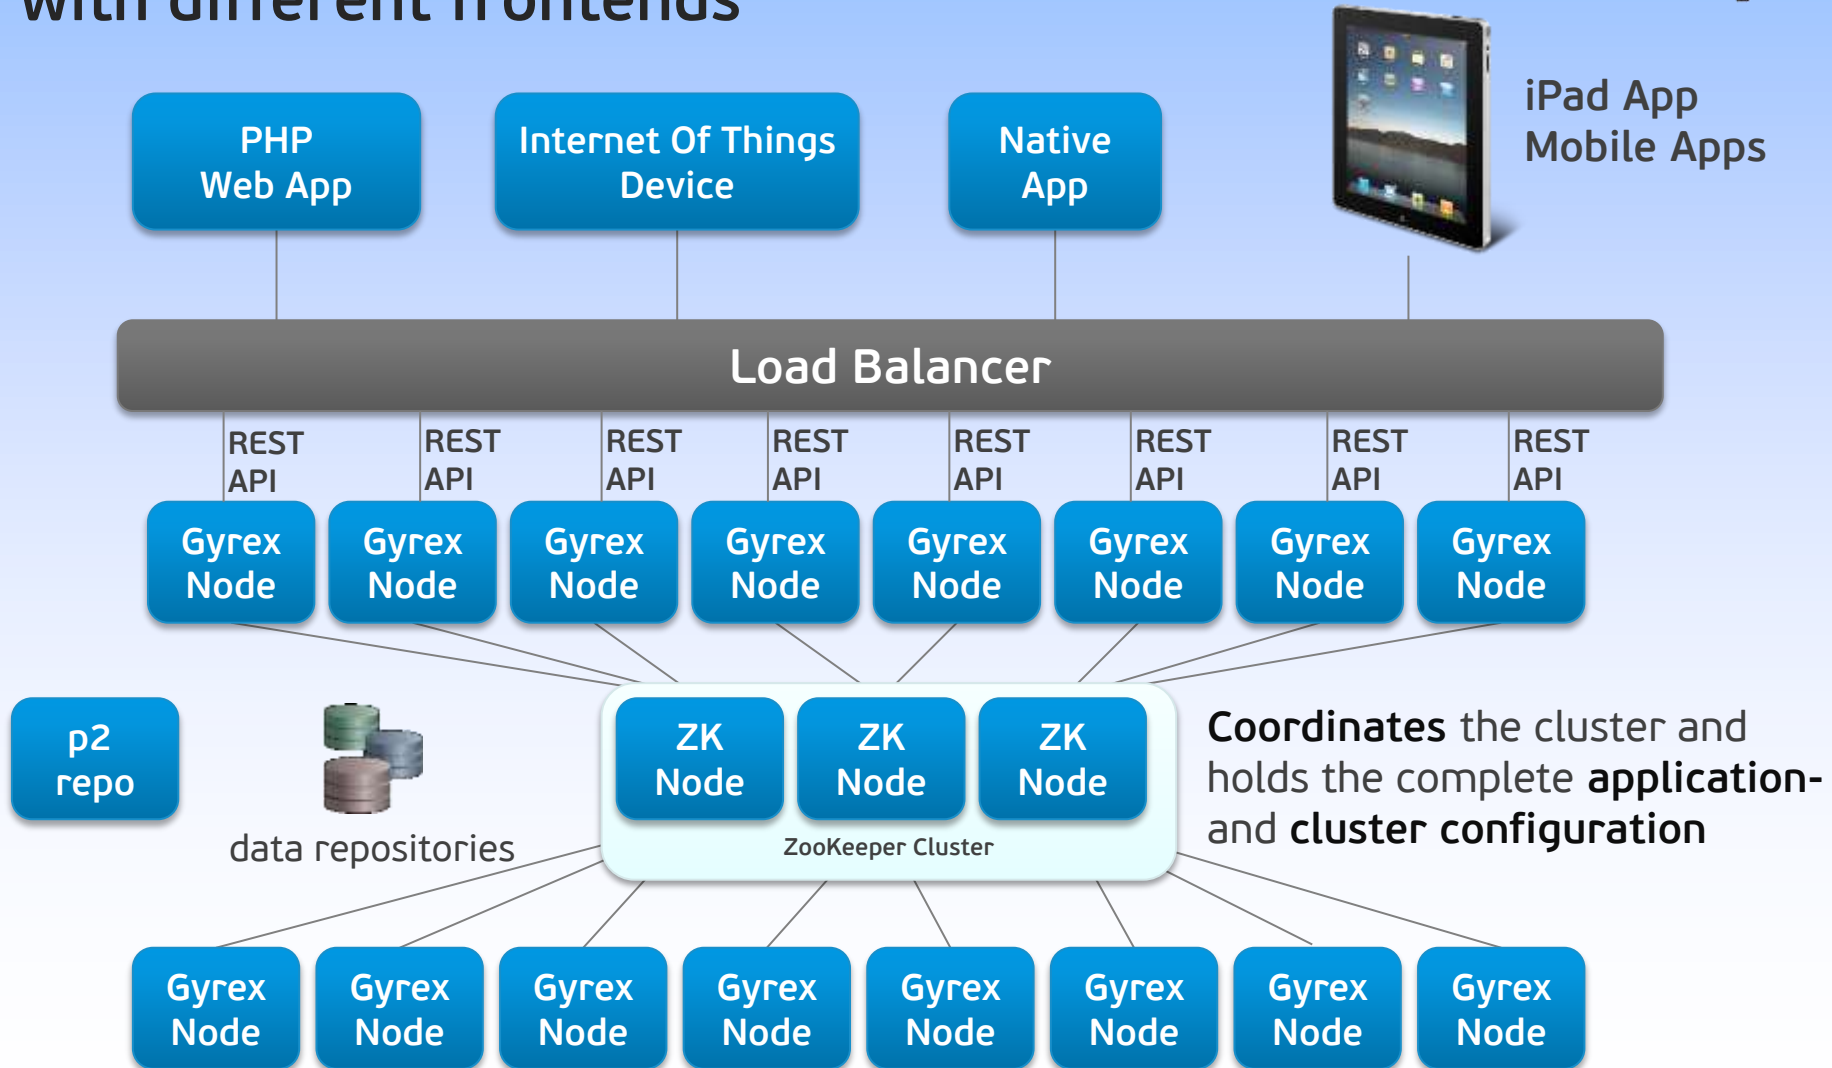 with different frontends
PHP
Web App
Internet Of Things
Device
Native
App
iPad App
Mobile Apps
Load Balancer
REST
API
REST
API
REST
API
REST
API
REST
API
REST
API
REST
API
REST
API
Gyrex
Node
Gyrex
Node
Gyrex
Node
Gyrex
Node
Gyrex
Node
Gyrex
Node
Gyrex
Node
Gyrex
Node
p2
repo
data repositories
ZK
Node
ZK
Node
ZK
Node
ZooKeeper Cluster
Coordinates the cluster and
holds the complete application-
and cluster configuration
Gyrex
Node
Gyrex
Node
Gyrex
Node
Gyrex
Node
Gyrex
Node
Gyrex
Node
Gyrex
Node
Gyrex
Node